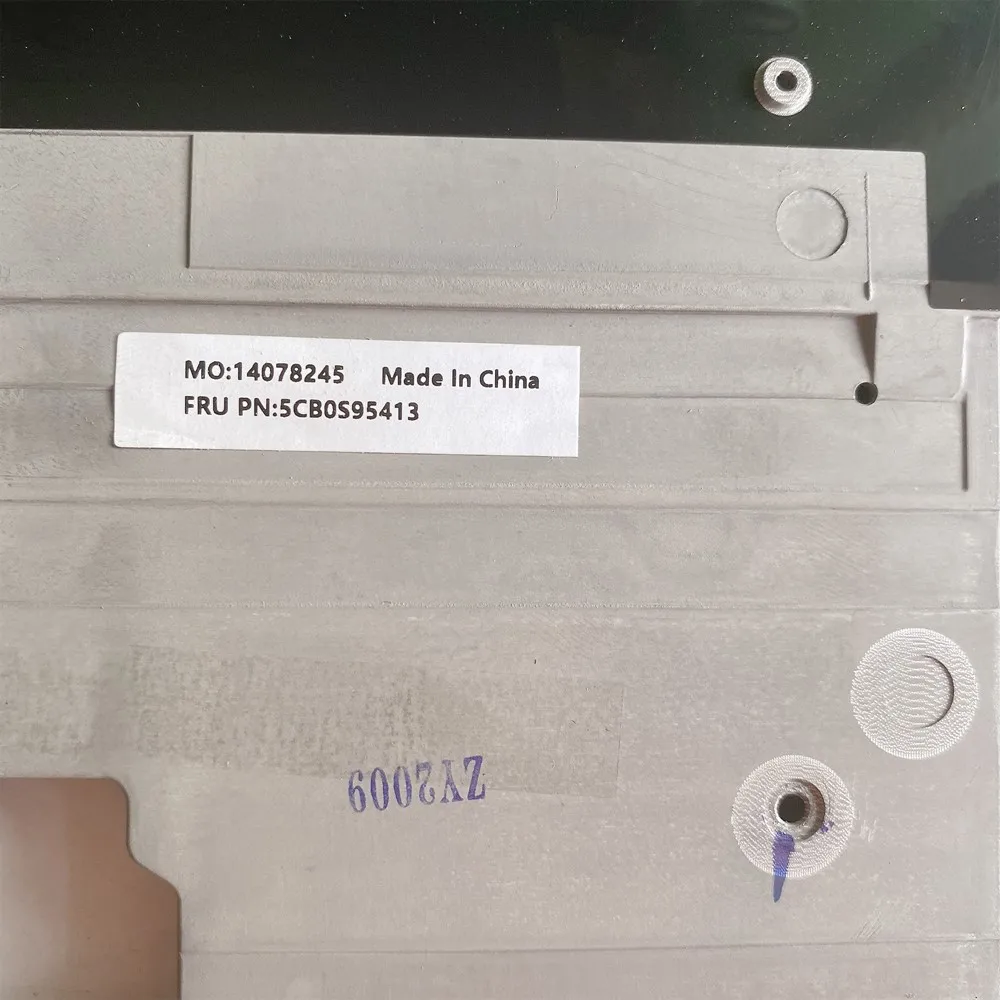 MO:14078245 Made In China
FRU PN:5CB0S95413
ZY2009